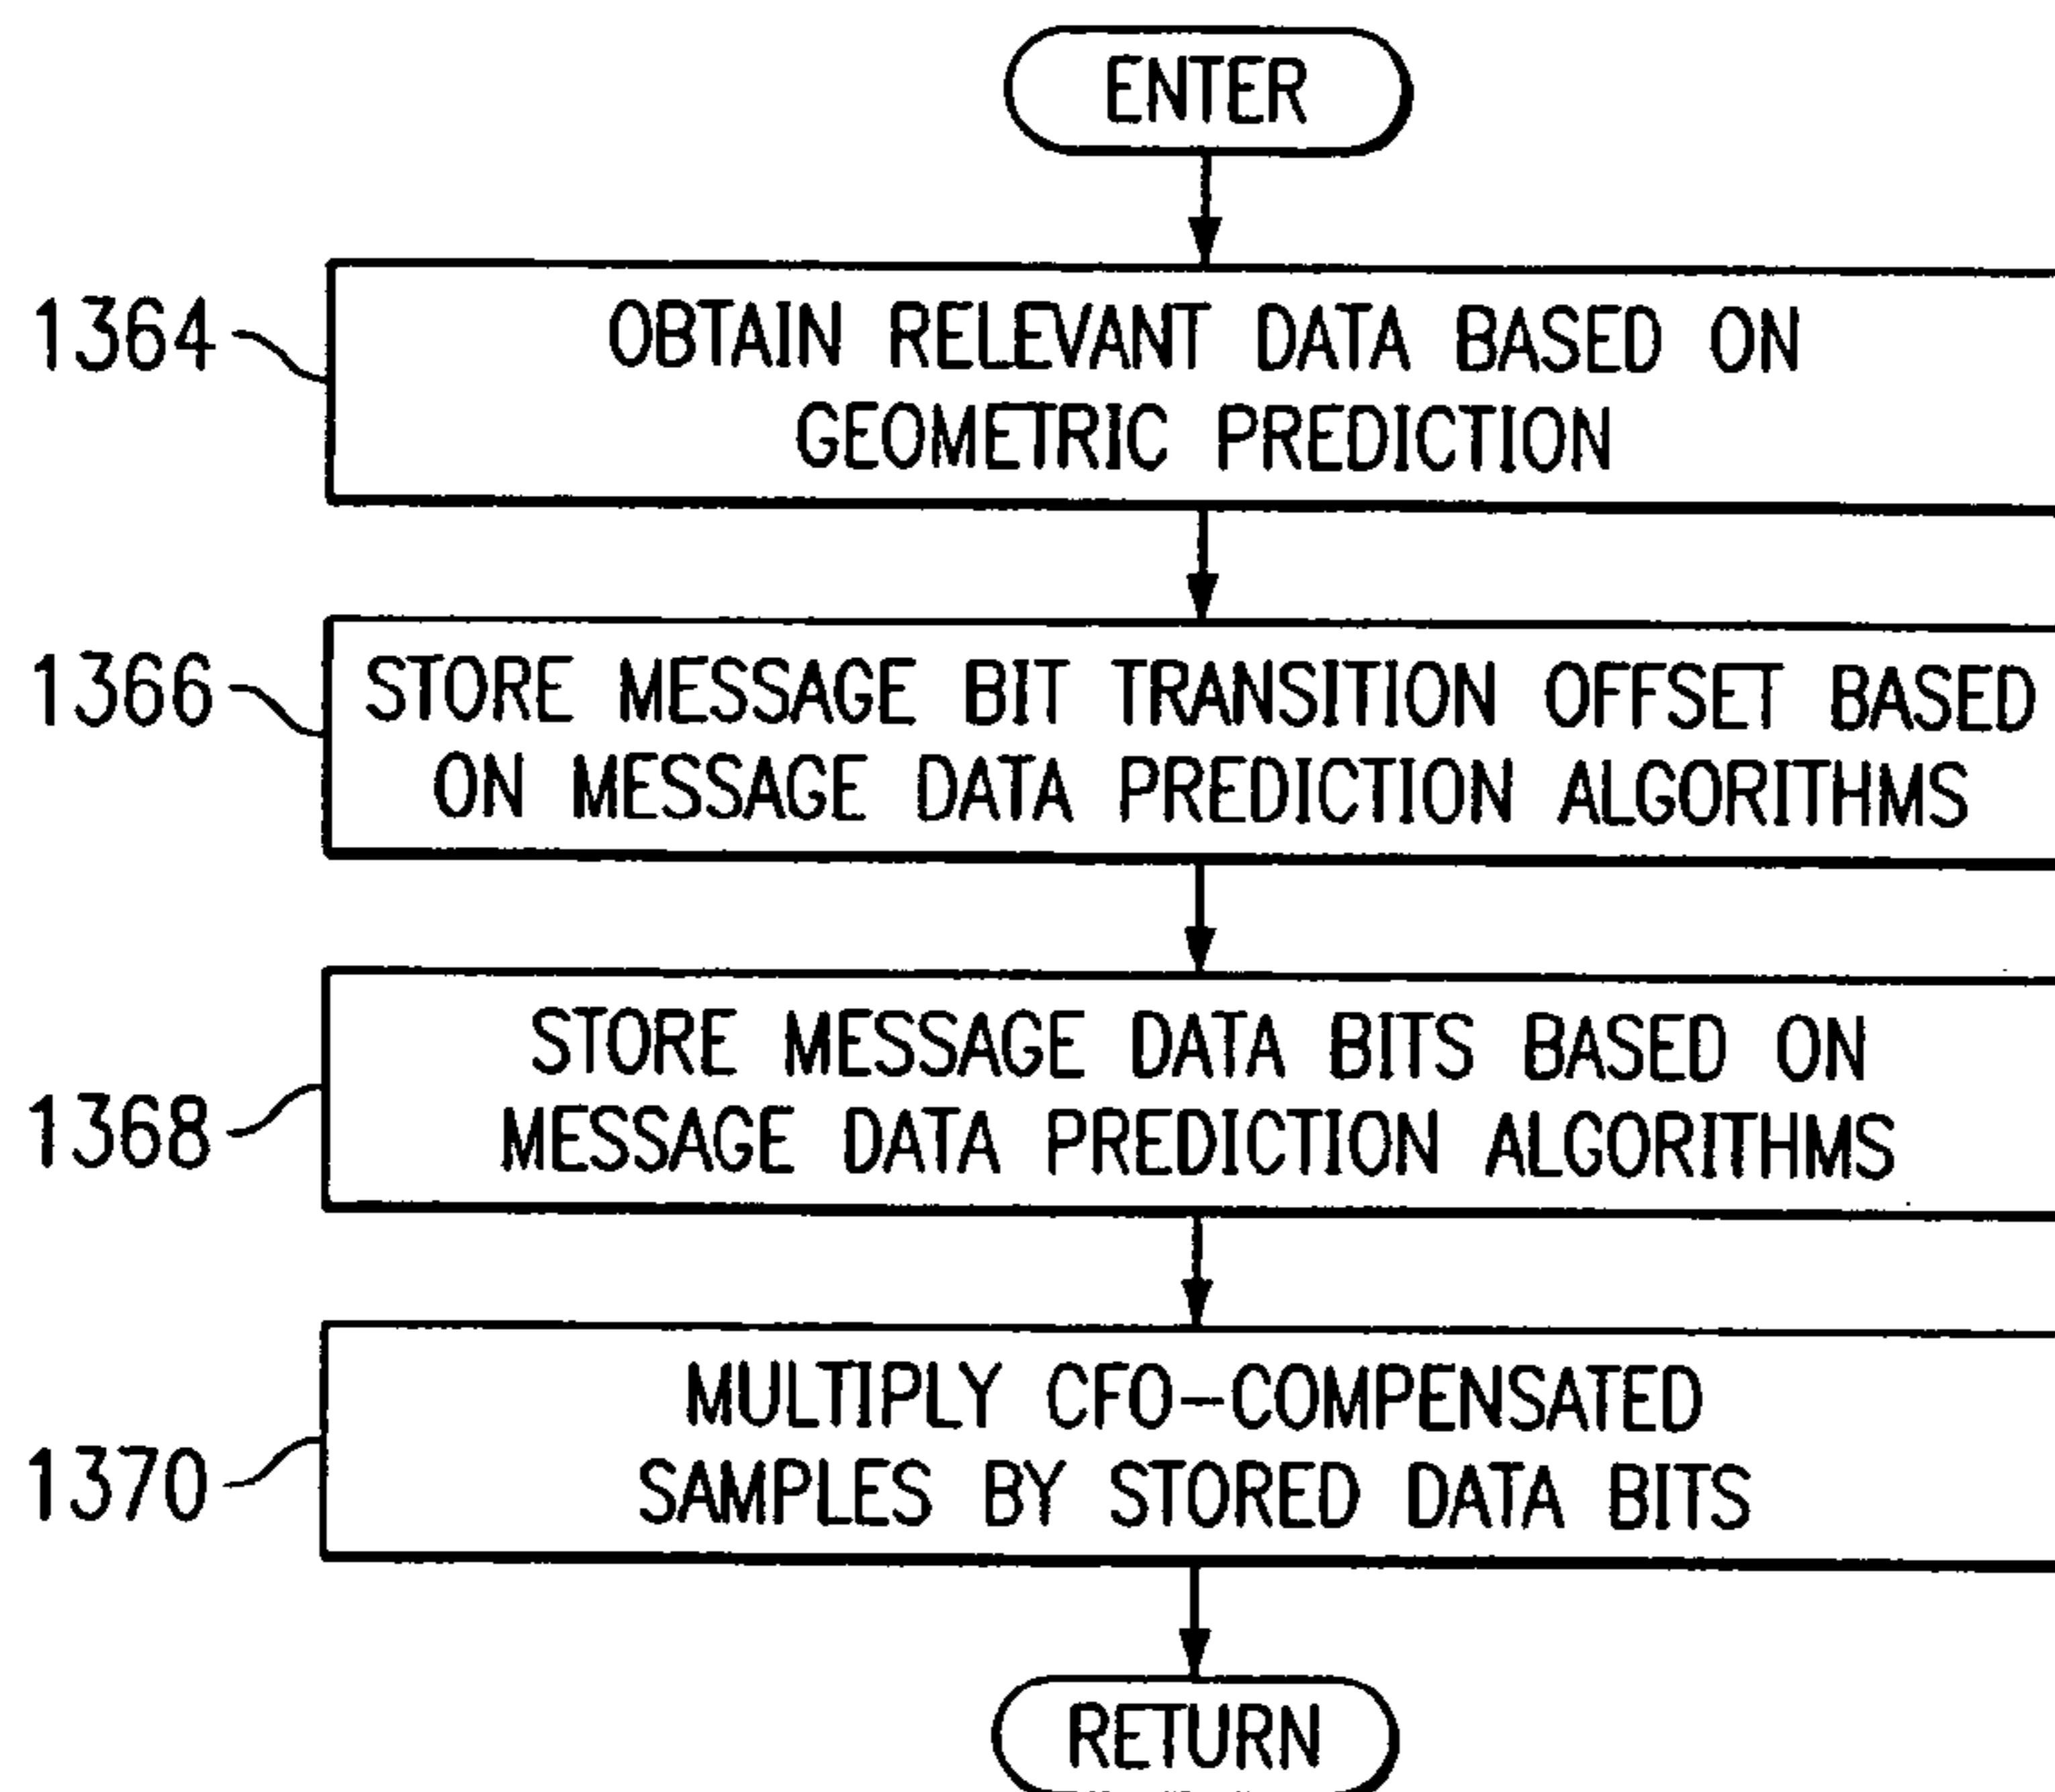 ENTER
1364
OBTAIN RELEVANT DATA BASED ON
GEOMETRIC PREDICTION
1366
STORE MESSAGE BIT TRANSITION OFFSET BASED
ON MESSAGE DATA PREDICTION ALGORITHMS
1368
STORE MESSAGE DATA BITS BASED ON
MESSAGE DATA PREDICTION ALGORITHMS
1370
MULTIPLY CFO-COMPENSATED
SAMPLES BY STORED DATA BITS
RETURN